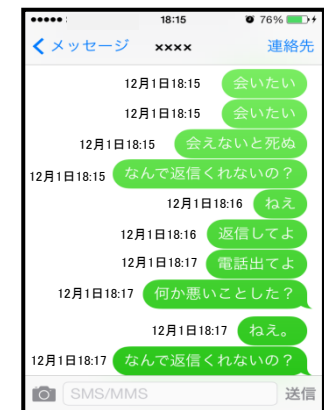 18:15 76%
メッセージ ×××× 連絡先
12月1日18:15 会いたい
12月1日18:15 会いたい
12月1日18:15 会えないと死ぬ
12月1日18:15 なんで返信くれないの？
12月1日18:16 ねえ
12月1日18:16 返信してよ
12月1日18:17 電話出てよ
12月1日18:17 何か悪いことした？
12月1日18:17 ねえ。
12月1日18:17 なんで返信くれないの？
SMS/MMS 送信